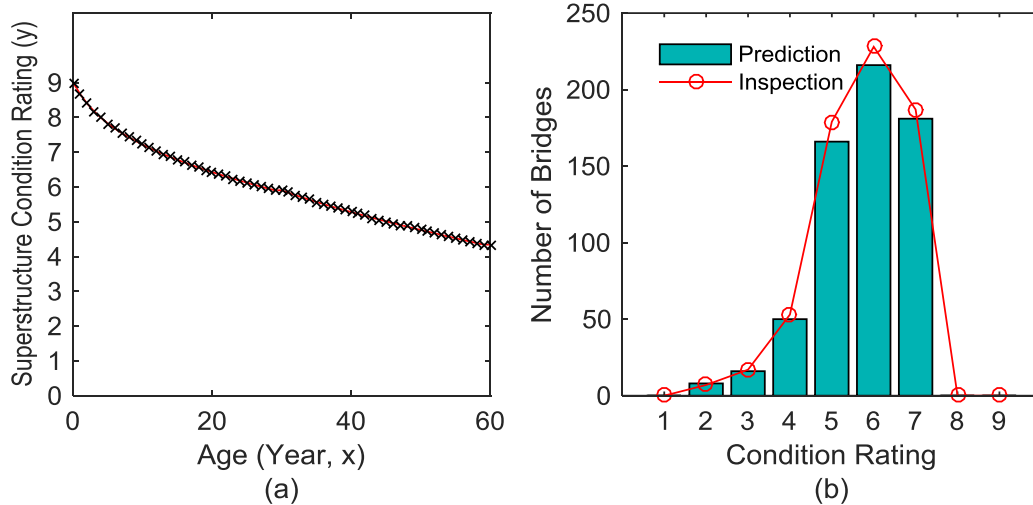 Superstructure Condition Rating (y)
9
8
7
6
5
4
3
2
1
0
0 20 40 60
Age (Year, x)
(a)
Number of Bridges
250
200
150
100
50
0
Prediction
Inspection
1 2 3 4 5 6 7 8 9
Condition Rating
(b)